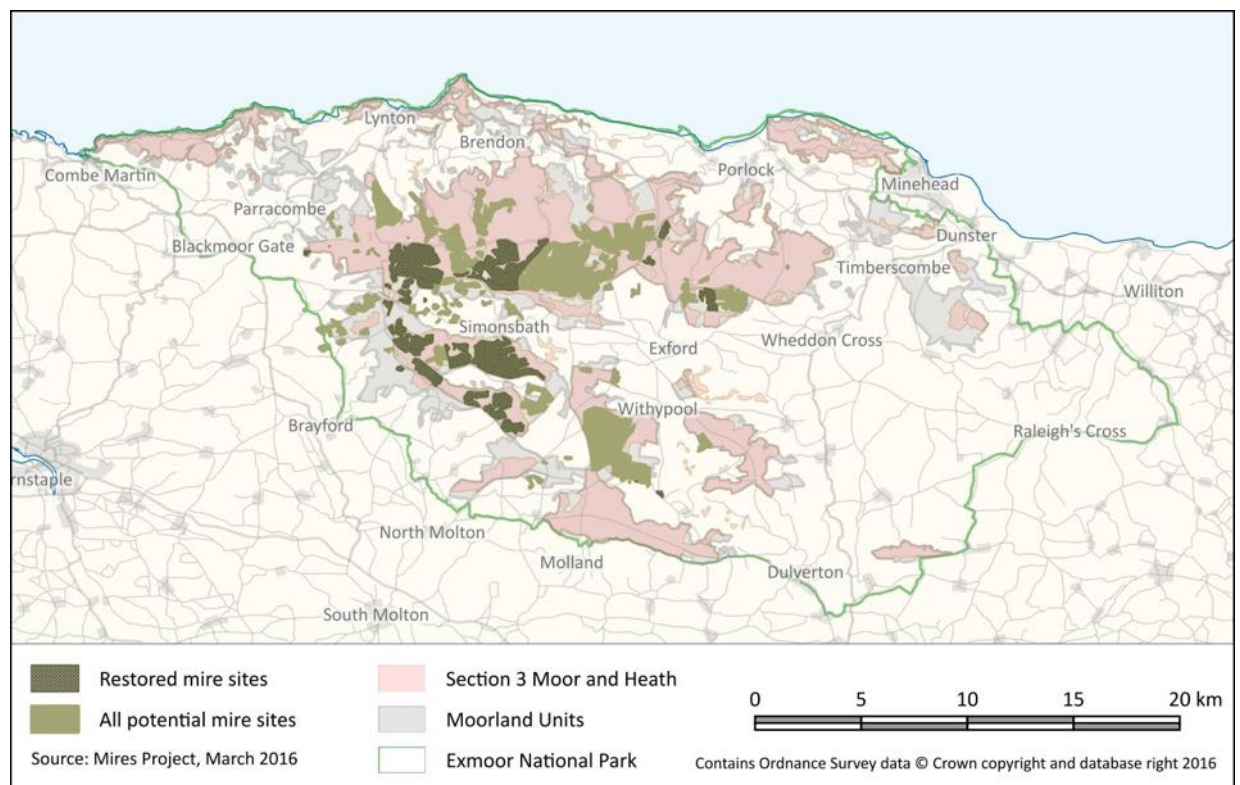 Lynton
Brendon
Combe Martin
Porlock
Minehead
Parracombe
Blackmoor Gate
Dunster
Timberscombe
Williton
Simonsbath
Exford
Wheddon Cross
Withypool
Brayford
Raleigh's Cross
rnstaple
North Molton
Molland
Dulverton
South Molton
Restored mire sites
All potential mire sites
Source: Mires Project, March 2016
Section 3 Moor and Heath
Moorland Units
Exmoor National Park
0 5 10 15 20 km
Contains Ordnance Survey data © Crown copyright and database right 2016